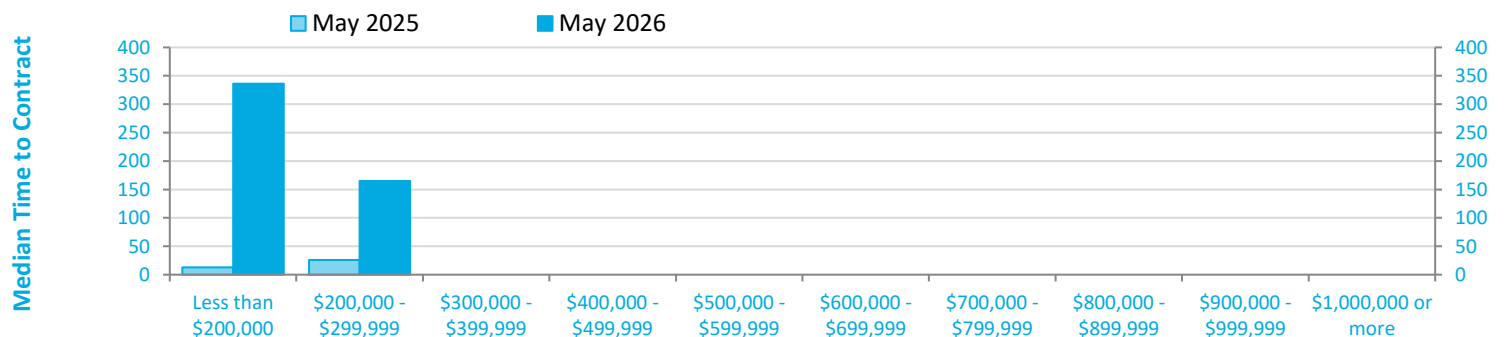 May 2025 May 2026
Median Time to Contract
400 400
350 350
300 300
250 250
200 200
150 150
100 100
50 50
0 0
Less than $200,000 - $300,000 - $400,000 - $500,000 - $600,000 - $700,000 - $800,000 - $900,000 - $1,000,000 or
$200,000 $299,999 $399,999 $499,999 $599,999 $699,999 $799,999 $899,999 $999,999 more